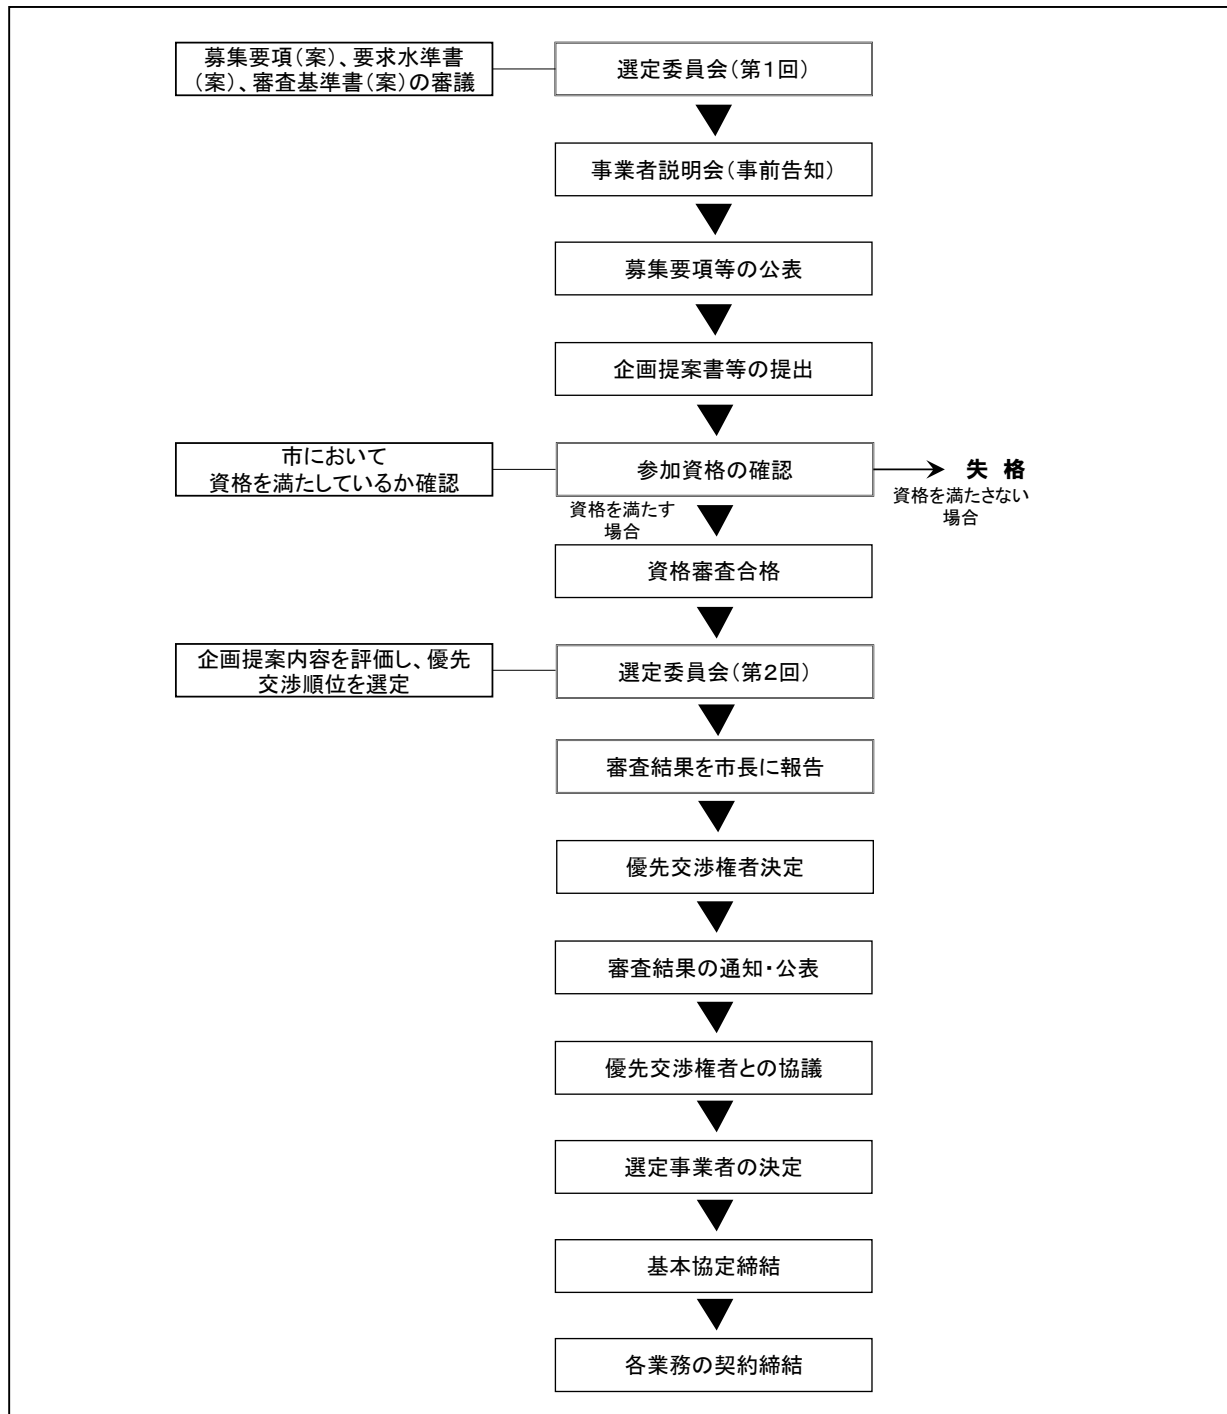 募集要項(案)、要求水準書
(案)、審査基準書(案)の審議
選定委員会(第1回)
事業者説明会(事前告知)
募集要項等の公表
企画提案書等の提出
市において
資格を満たしているか確認
参加資格の確認
失 格
資格を満たさない
場合
資格を満たす
場合
資格審査合格
企画提案内容を評価し、優先
交渉順位を選定
選定委員会(第2回)
審査結果を市長に報告
優先交渉権者決定
審査結果の通知・公表
優先交渉権者との協議
選定事業者の決定
基本協定締結
各業務の契約締結